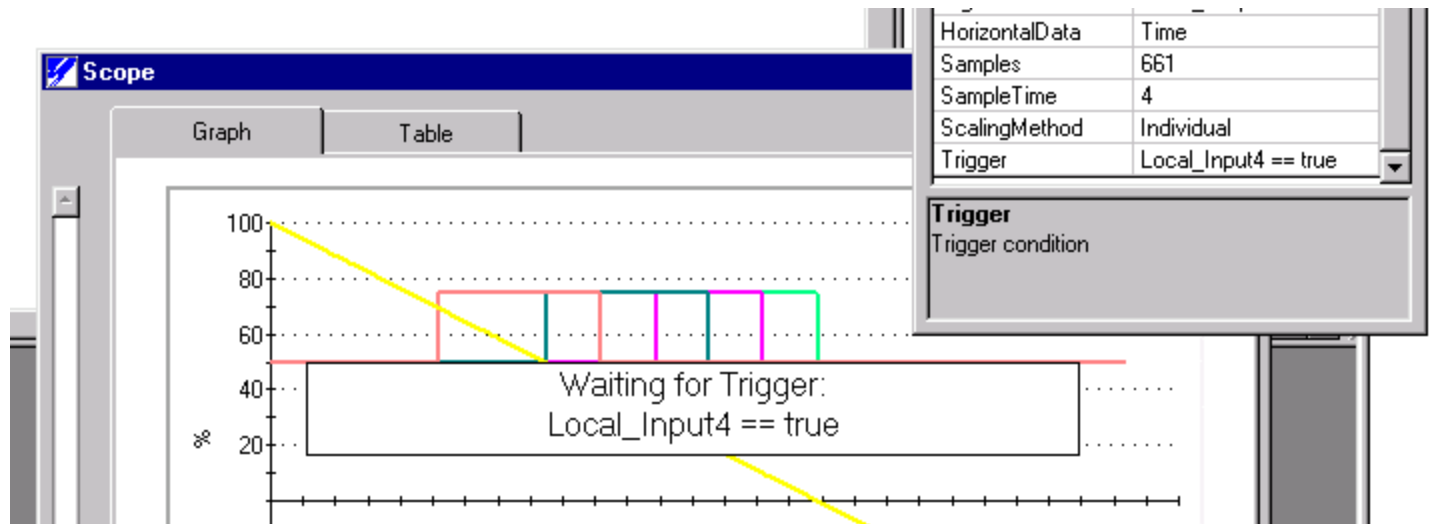 HorizontalData Time
Samples 661
SampleTime 4
ScalingMethod Individual
Trigger Local_Input4 == true
Trigger
Trigger condition
Scope
Graph Table
100
80
60
40
20
%
Waiting for Trigger:
Local_Input4 == true